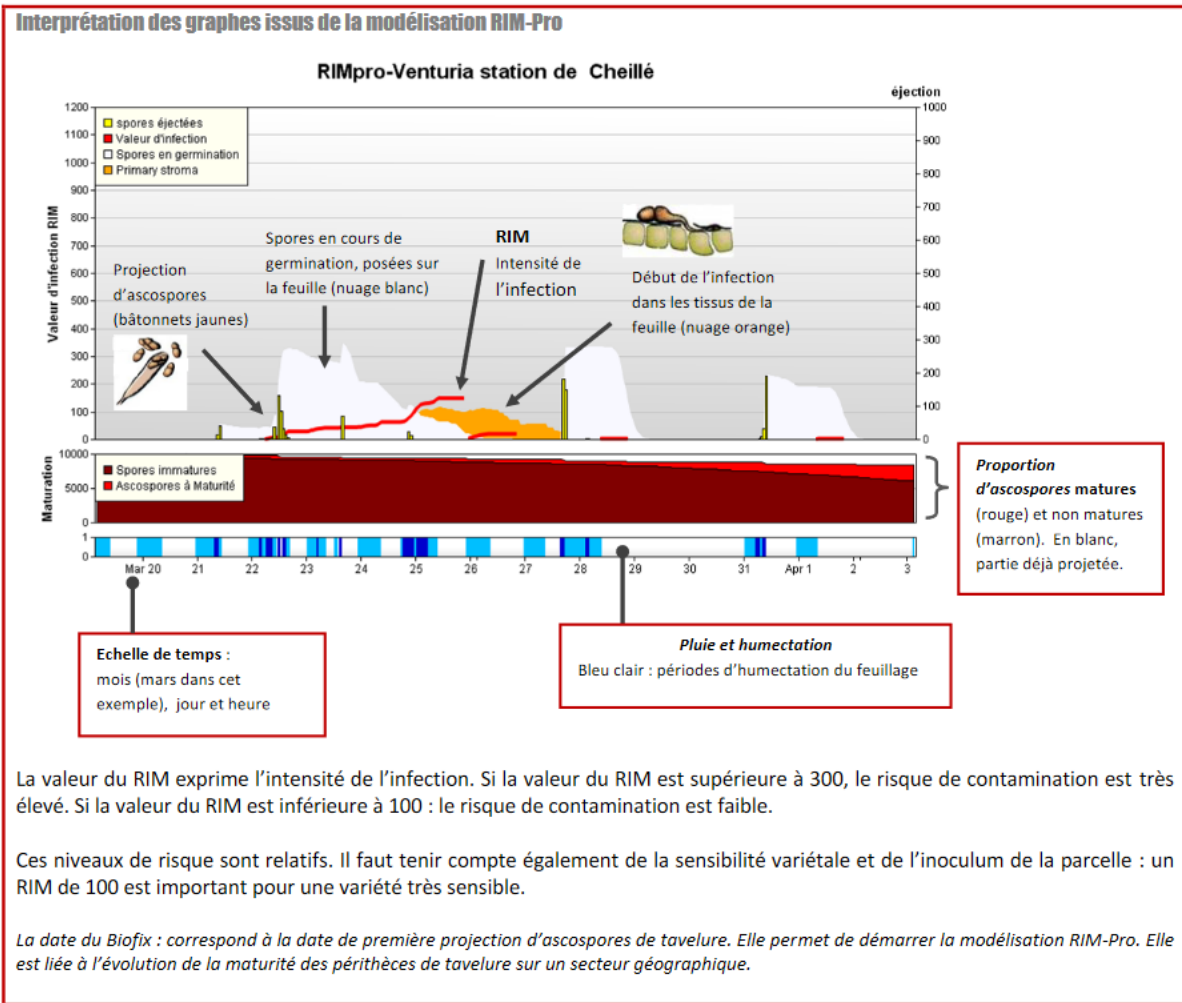 Interprétation des graphes issus de la modélisation RIM-Pro
RIMpro-Venturia station de Cheillé
éjection
1200
1100
1000
900
800
700
600
500
400
300
200
100
0
Valeur d'infection RIM
spores éjectées
Valeur d'infection
Spores en germination
Primary stroma
1000
900
800
700
600
500
400
300
200
100
0
Projection
d'ascospores
(bâtonnets jaunes)
Spores en cours de
germination, posées sur
la feuille (nuage blanc)
RIM
Intensité de
l'infection
Début de l'infection
dans les tissus de la
feuille (nuage orange)
10000
5000
0
Maturation
Spores immatures
Ascospores à Maturité
1
0
Mar 20 21 22 23 24 25 26 27 28 29 30 31 Apr 1 2 3
Proportion
d'ascospores matures
(rouge) et non matures
(marron). En blanc,
partie déjà projetée.
Echelle de temps :
mois (mars dans cet
exemple), jour et heure
Pluie et humectation
Bleu clair : périodes d'humectation du feuillage
La valeur du RIM exprime l'intensité de l'infection. Si la valeur du RIM est supérieure à 300, le risque de contamination est très
élevé. Si la valeur du RIM est inférieure à 100 : le risque de contamination est faible.
Ces niveaux de risque sont relatifs. Il faut tenir compte également de la sensibilité variétale et de l'inoculum de la parcelle : un
RIM de 100 est important pour une variété très sensible.
La date du Biofix : correspond à la date de première projection d'ascospores de tavelure. Elle permet de démarrer la modélisation RIM-Pro. Elle
est liée à l'évolution de la maturité des périthèces de tavelure sur un secteur géographique.